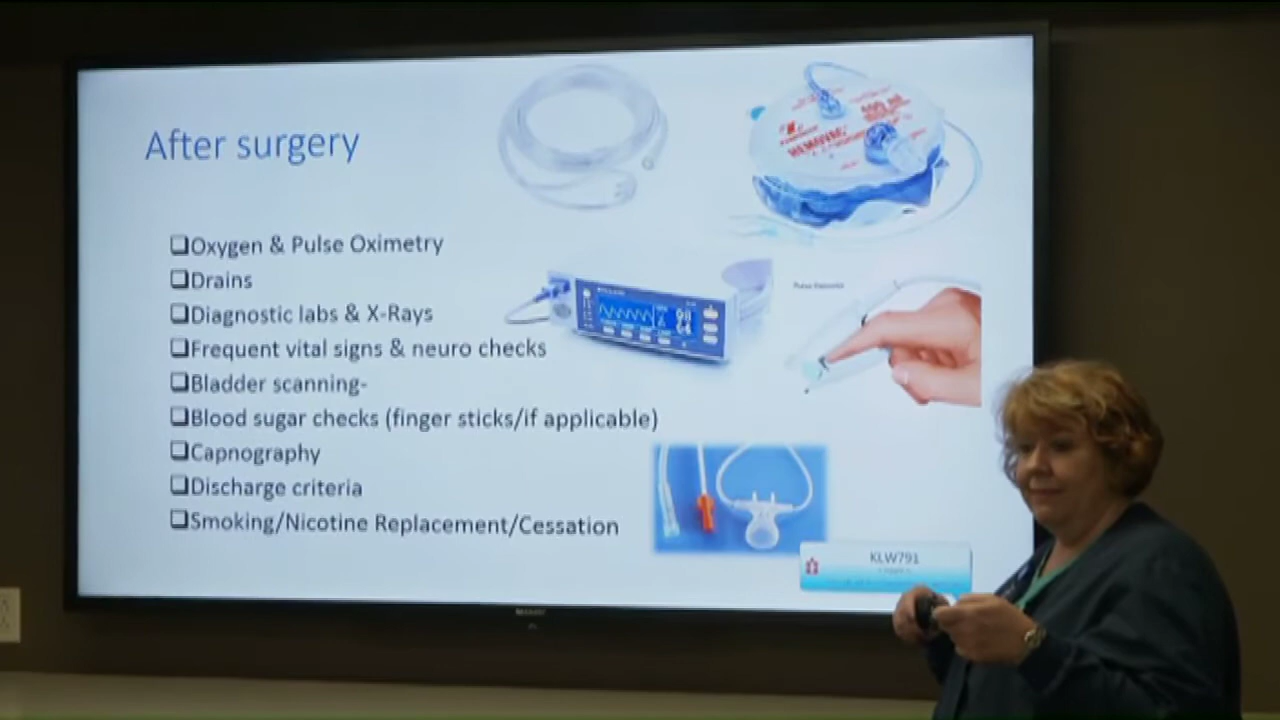 After surgery
❑Oxygen & Pulse Oximetry
❑Drains
❑Diagnostic labs & X-Rays
❑Frequent vital signs & neuro checks
❑Bladder scanning-
❑Blood sugar checks (finger sticks/if applicable)
❑Capnography
❑Discharge criteria
❑Smoking/Nicotine Replacement/Cessation
HEMOVAC
KLW791